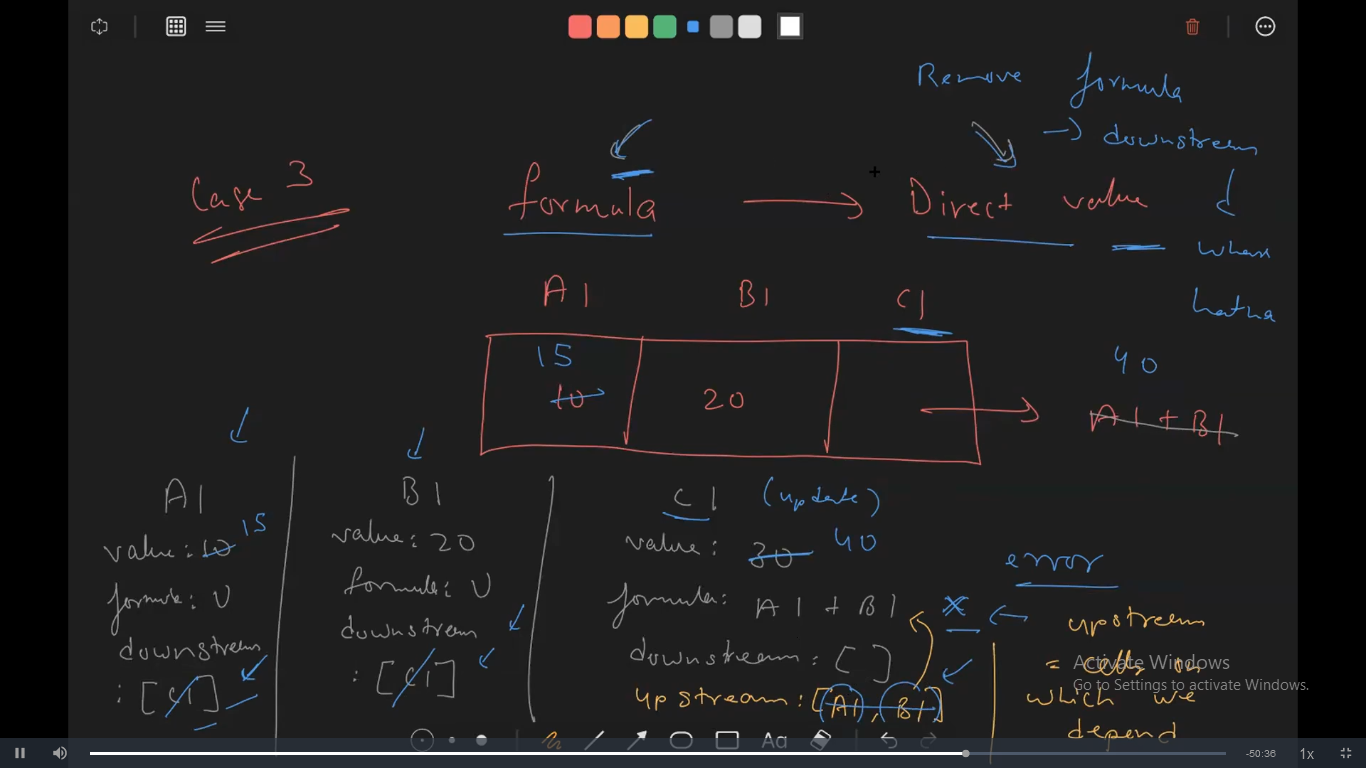 Remove formula
→ downstream
Case 3 formula → Direct value
where
hatna
A1 B1 C1
15 40
10 20 A1 + B1
A1 B1 C1 (update)
value: 10 15 value: 20 value: 30 40
error
formula: U formula: U formula: A1 + B1 x ← upstream
downstream downstream downstream: [ ] = cells on
: [C1] : [C1] upstream: [A1, B1] which we
depend
Activate Windows
Go to Settings to activate Windows.
Aa
-50:36 1x